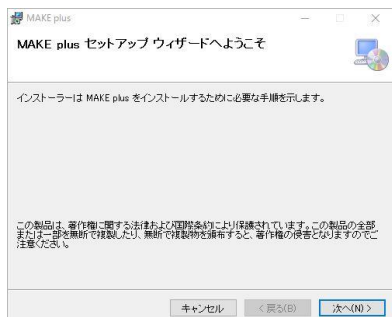 MAKE plus
MAKE plus セットアップ ウィザードへようこそ
インストーラーは MAKE plus をインストールするために必要な手順を示します。
この製品は、著作権に関する法律および国際条約により保護されています。この製品の全部
または一部を無断で複製したり、無断で複製物を頒布すると、著作権の侵害となりますのでご
注意ください。
キャンセル
< 戻る(B)
次へ(N) >